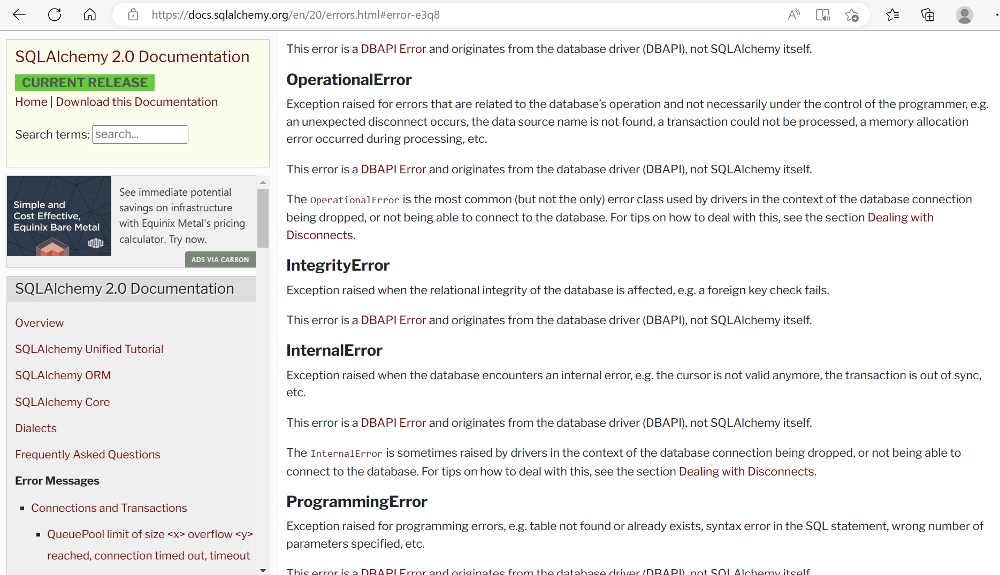 https://docs.sqlalchemy.org/en/20/errors.html#error-e3q8
SQLAlchemy 2.0 Documentation
CURRENT RELEASE
Home | Download this Documentation
Search terms: search...
Simple and
Cost Effective,
Equinix Bare Metal
See immediate potential
savings on infrastructure
with Equinix Metal's pricing
calculator. Try now.
ADS VIA CARBON
SQLAlchemy 2.0 Documentation
Overview
SQLAlchemy Unified Tutorial
SQLAlchemy ORM
SQLAlchemy Core
Dialects
Frequently Asked Questions
Error Messages
Connections and Transactions
QueuePool limit of size <x> overflow <y>
reached, connection timed out, timeout
This error is a DBAPI Error and originates from the database driver (DBAPI), not SQLAlchemy itself.
OperationalError
Exception raised for errors that are related to the database’s operation and not necessarily under the control of the programmer, e.g.
an unexpected disconnect occurs, the data source name is not found, a transaction could not be processed, a memory allocation
error occurred during processing, etc.
This error is a DBAPI Error and originates from the database driver (DBAPI), not SQLAlchemy itself.
The OperationalError is the most common (but not the only) error class used by drivers in the context of the database connection
being dropped, or not being able to connect to the database. For tips on how to deal with this, see the section Dealing with
Disconnects.
IntegrityError
Exception raised when the relational integrity of the database is affected, e.g. a foreign key check fails.
This error is a DBAPI Error and originates from the database driver (DBAPI), not SQLAlchemy itself.
InternalError
Exception raised when the database encounters an internal error, e.g. the cursor is not valid anymore, the transaction is out of sync,
etc.
This error is a DBAPI Error and originates from the database driver (DBAPI), not SQLAlchemy itself.
The InternalError is sometimes raised by drivers in the context of the database connection being dropped, or not being able to
connect to the database. For tips on how to deal with this, see the section Dealing with Disconnects.
ProgrammingError
Exception raised for programming errors, e.g. table not found or already exists, syntax error in the SQL statement, wrong number of
parameters specified, etc.
This error is a DBAPI Error and originates from the database driver (DBAPI), not SQLAlchemy itself.